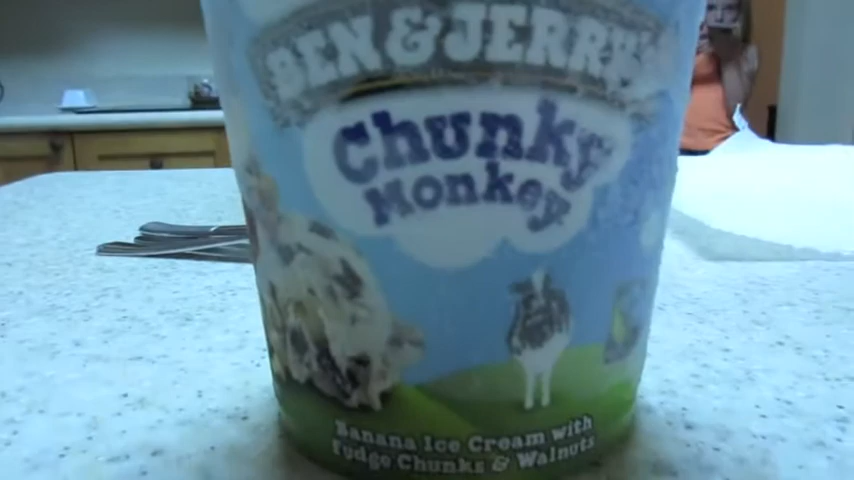 BEN & JERRY'S
Chunky
Monkey
Banana Ice Cream with
Fudge Chunks & Walnuts